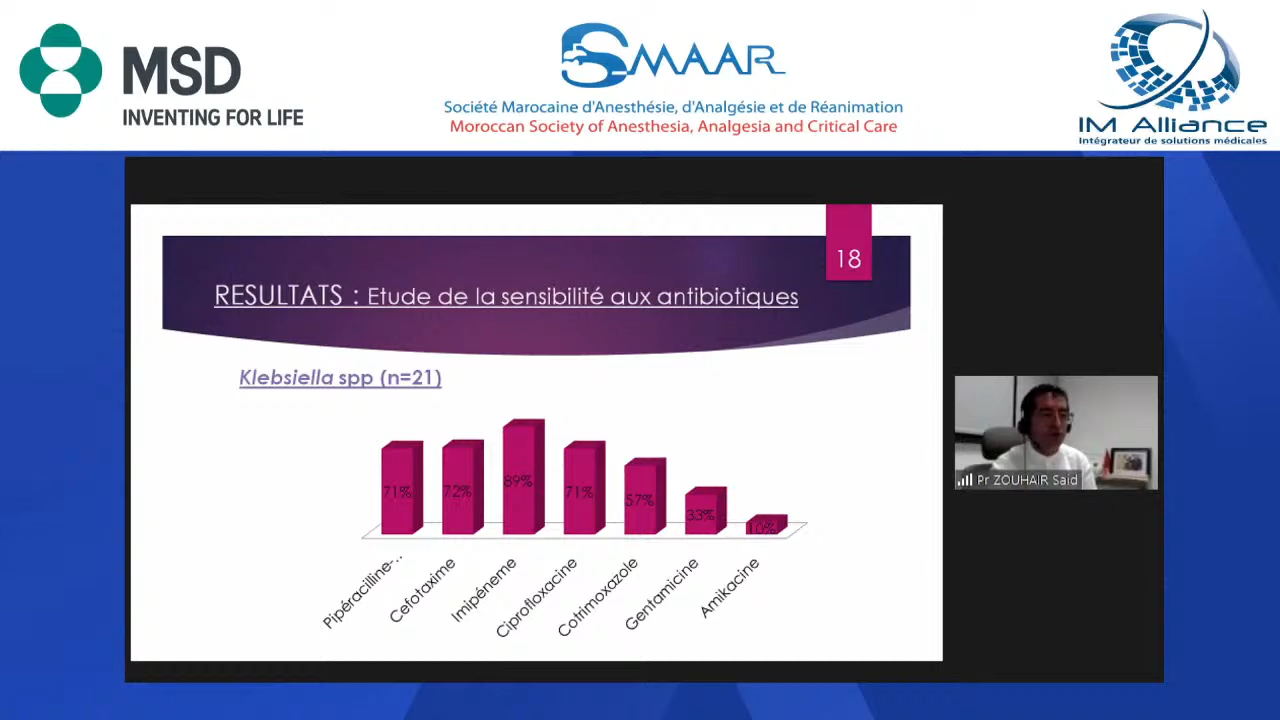 MSD
INVENTING FOR LIFE
SMAAR
Société Marocaine d'Anesthésie, d'Analgésie et de Réanimation
Moroccan Society of Anesthesia, Analgesia and Critical Care
IM Alliance
Intégrateur de solutions médicales
18
RESULTATS : Etude de la sensibilité aux antibiotiques
Klebsiella spp (n=21)
71%
72%
89%
71%
57%
33%
10%
Pipéracilline-..
Cefotaxime
Imipéneme
Ciprofloxacine
Cotrimoxazole
Gentamicine
Amikacine
Pr ZOUHAIR Said